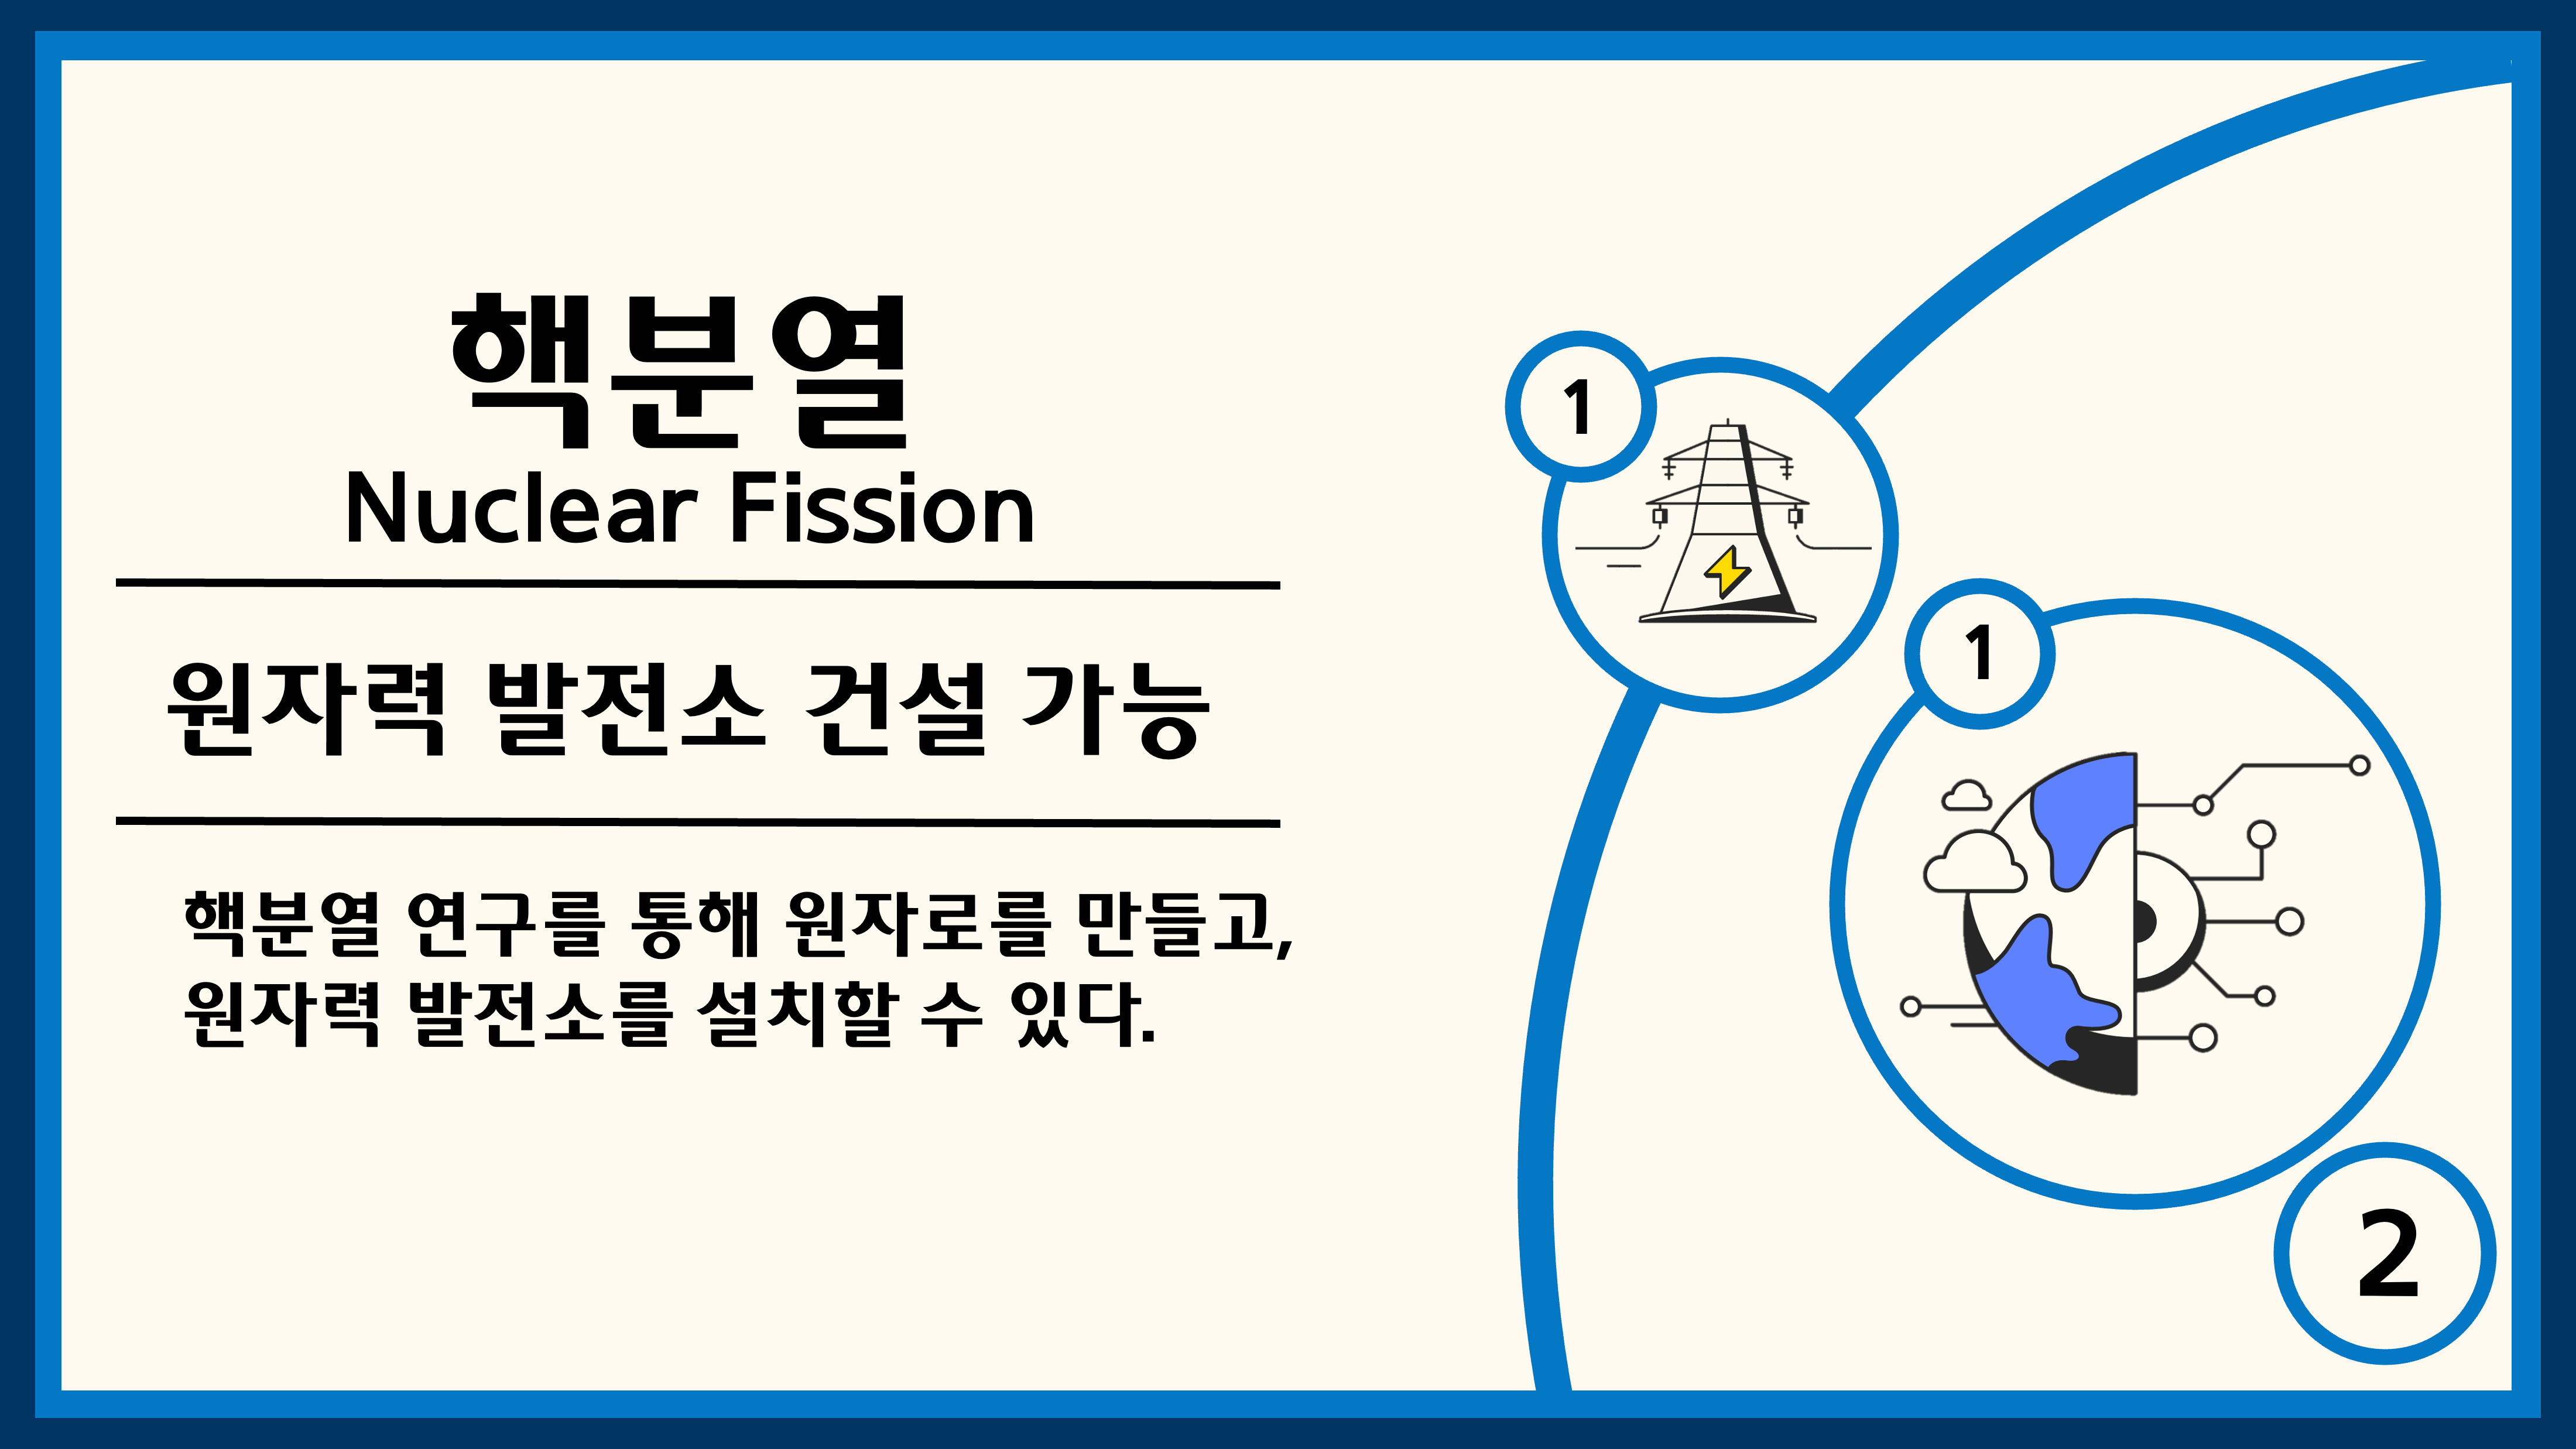 핵분열
Nuclear Fission
원자력 발전소 건설 가능
핵분열 연구를 통해 원자로를 만들고,
원자력 발전소를 설치할 수 있다.
1
1
2